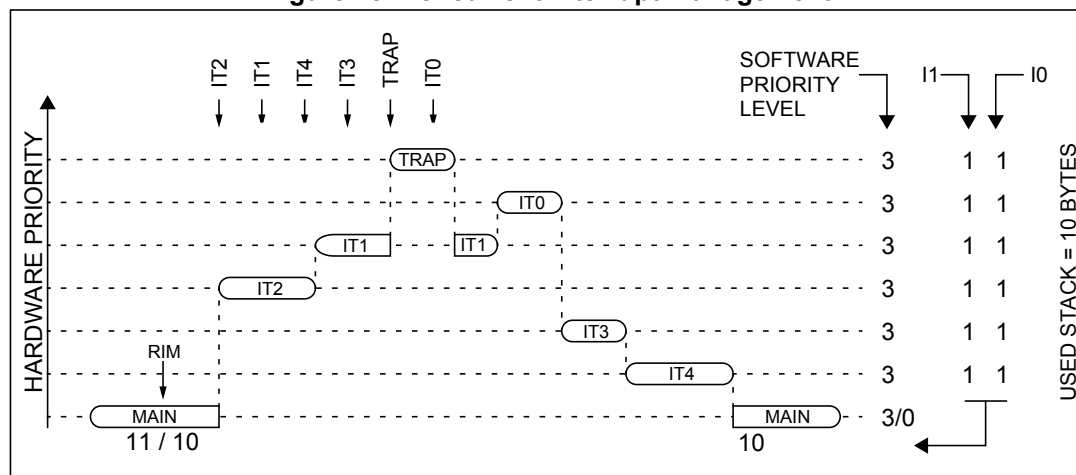 IT2
IT1
IT4
IT3
TRAP
IT0
SOFTWARE
PRIORITY
LEVEL
I1
I0
HARDWARE PRIORITY
TRAP
3
1 1
IT0
3
1 1
IT1
IT1
3
1 1
IT2
3
1 1
IT3
3
1 1
RIM
IT4
3
1 1
MAIN
MAIN
3/0
11 / 10
10
USED STACK = 10 BYTES